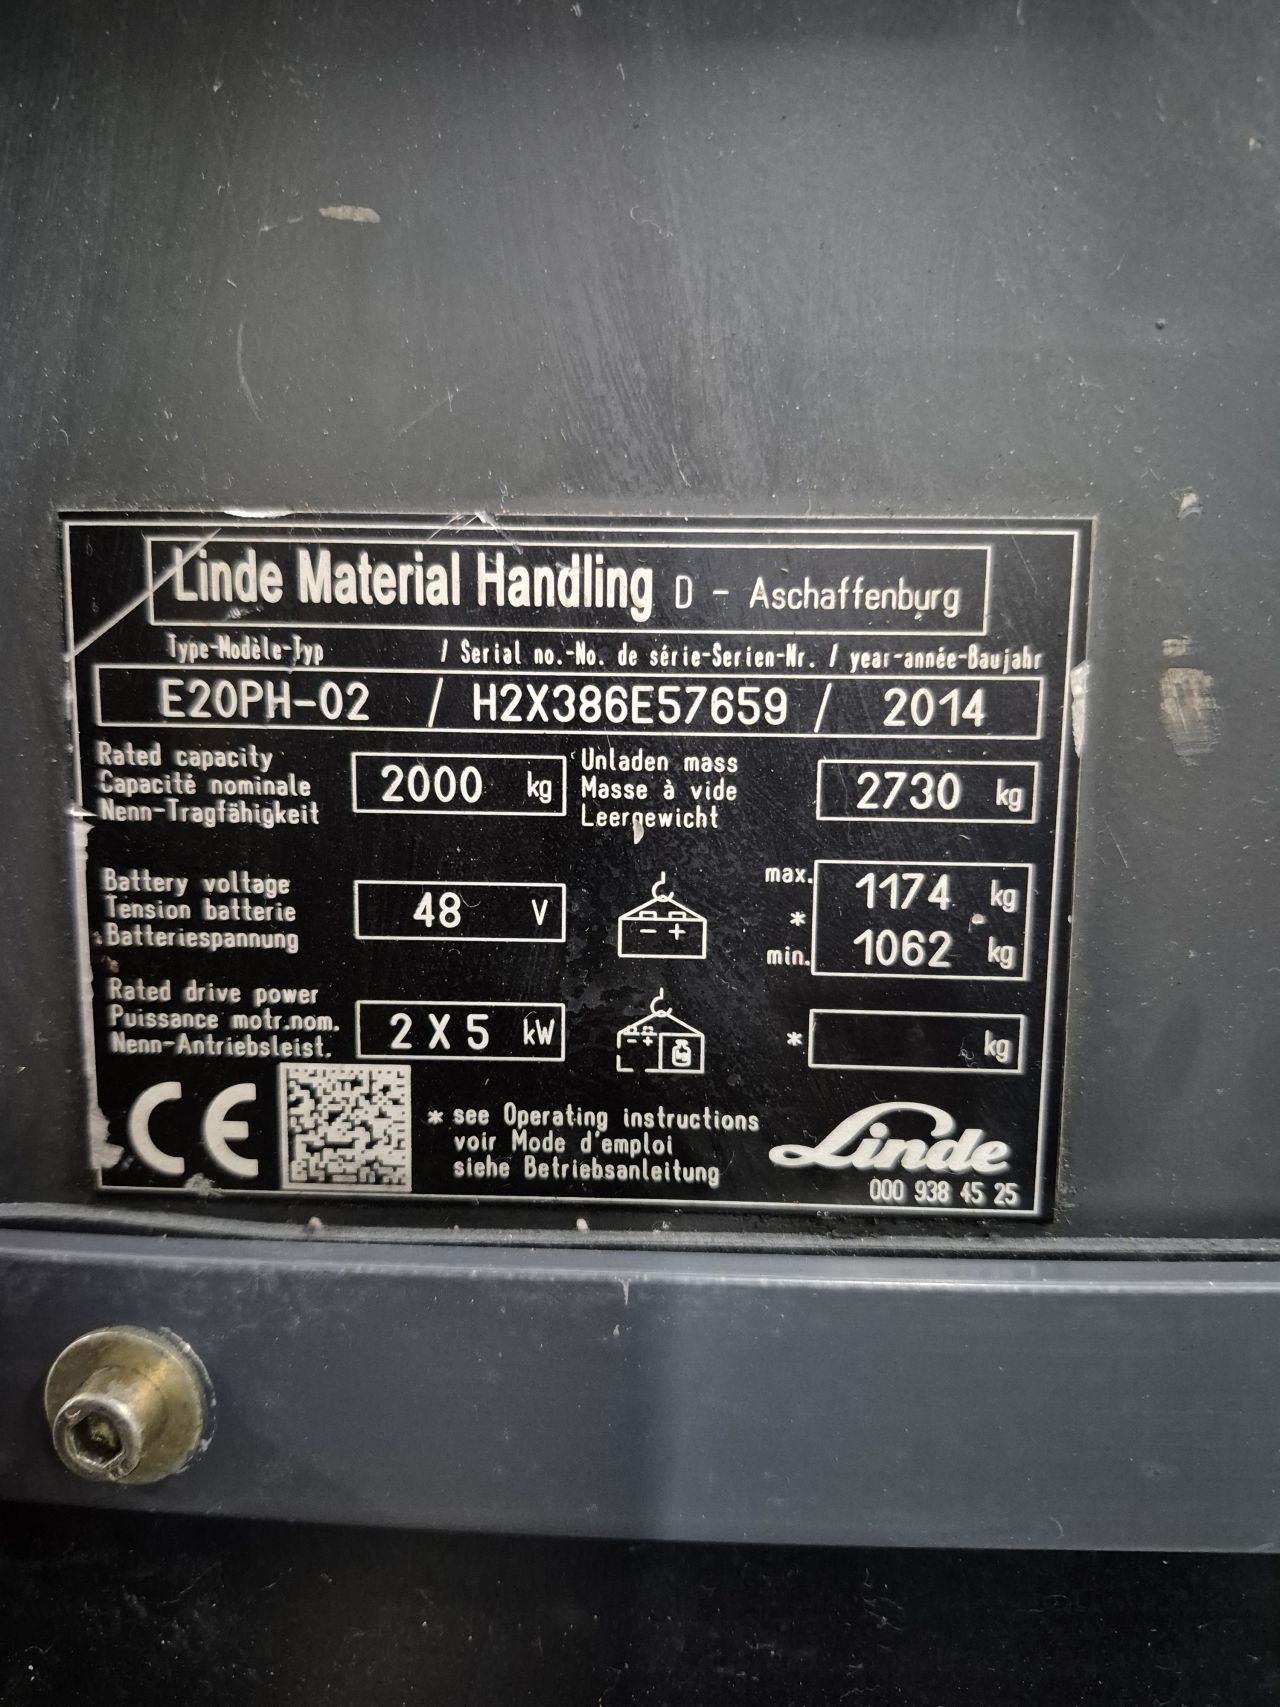 Linde Material Handling D - Aschaffenburg
Type-Modèle-Typ / Serial no.-No. de série-Serien-Nr. / year-année-Baujahr
E20PH-02 / H2X386E57659 / 2014
Rated capacity
Capacité nominale
Nenn-Tragfähigkeit
2000 kg
Unladen mass
Masse à vide
Leergewicht
2730 kg
Battery voltage
Tension batterie
Batteriespannung
48 V
- +
max. 1174 kg
*
min. 1062 kg
Rated drive power
Puissance motr.nom.
Nenn-Antriebsleist.
2 X 5 kW
- +
kg
* kg
CE
* see Operating instructions
voir Mode d'emploi
siehe Betriebsanleitung
Linde
000 938 45 25